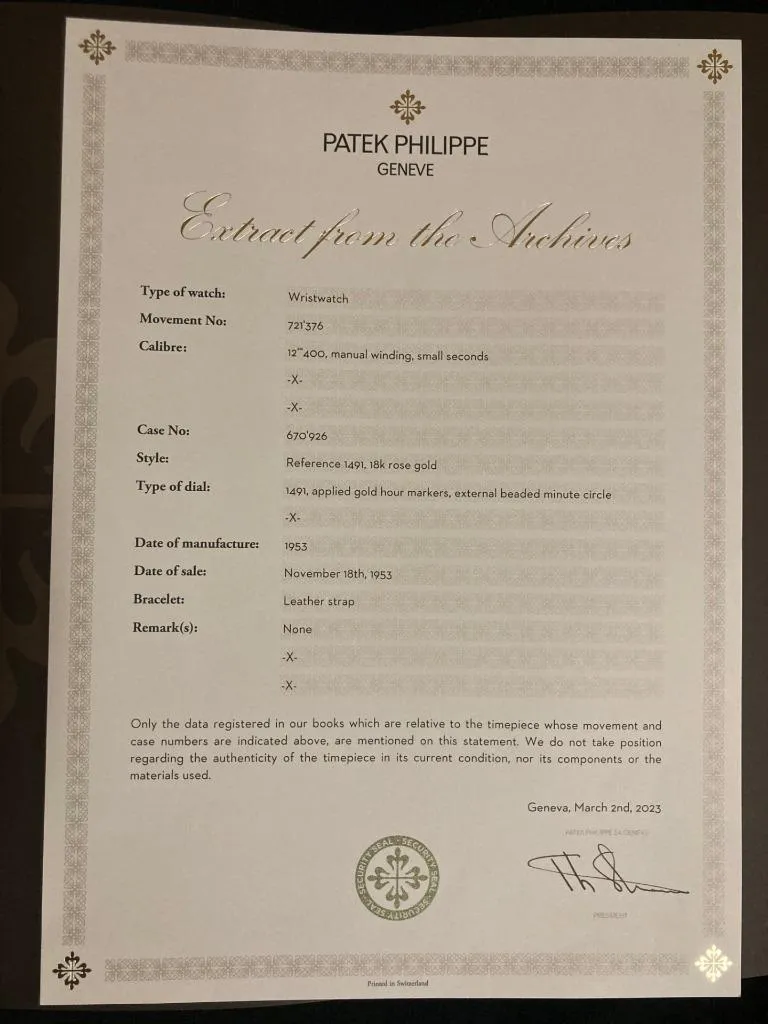 PATEK PHILIPPE
GENEVE
Extract from the Archives
Type of watch: Wristwatch
Movement No: 721'376
Calibre: 12'''400, manual winding, small seconds
-X-
-X-
Case No: 670'926
Style: Reference 1491, 18k rose gold
Type of dial: 1491, applied gold hour markers, external beaded minute circle
-X-
Date of manufacture: 1953
Date of sale: November 18th, 1953
Bracelet: Leather strap
Remark(s): None
-X-
-X-
Only the data registered in our books which are relative to the timepiece whose movement and
case numbers are indicated above, are mentioned on this statement. We do not take position
regarding the authenticity of the timepiece in its current condition, nor its components or the
materials used.
Geneva, March 2nd, 2023
PATEK PHILIPPE SA GENEVE
SECURITY SEAL - SECURITY SEAL - SECURITY SEAL -
PRESIDENT
Printed in Switzerland